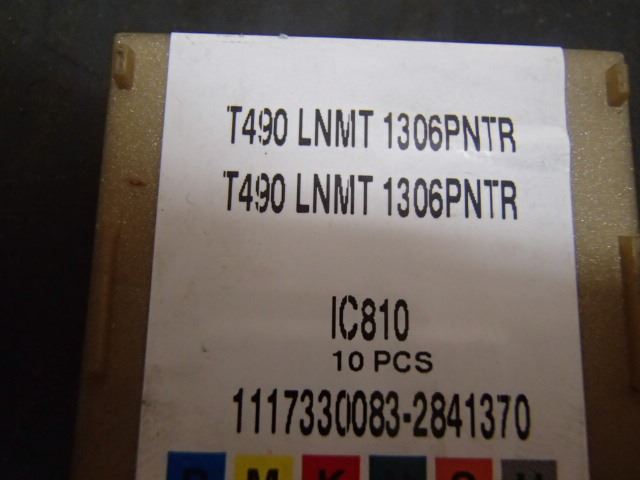 T490 LNMT 1306PNTR
T490 LNMT 1306PNTR
IC810
10 PCS
1117330083-2841370
P M K S H